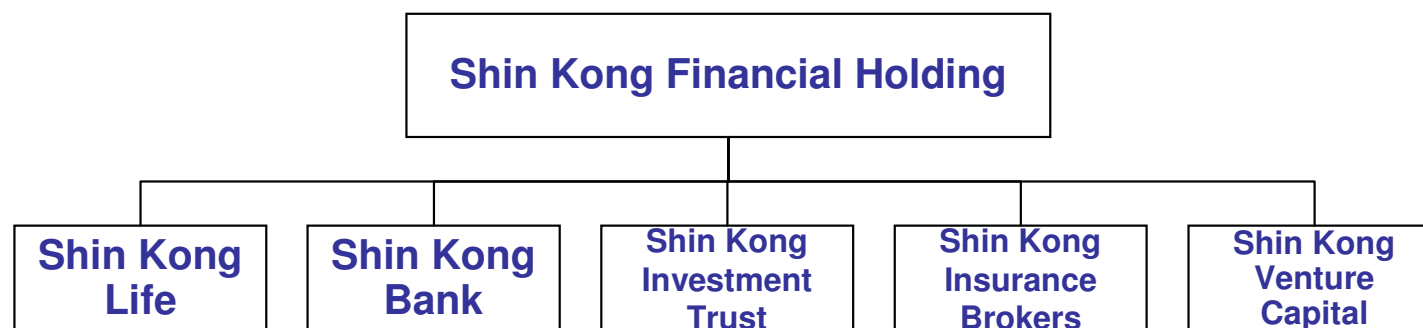 Shin Kong Financial Holding
Shin Kong
Life
Shin Kong
Bank
Shin Kong
Investment
Trust
Shin Kong
Insurance
Brokers
Shin Kong
Venture
Capital